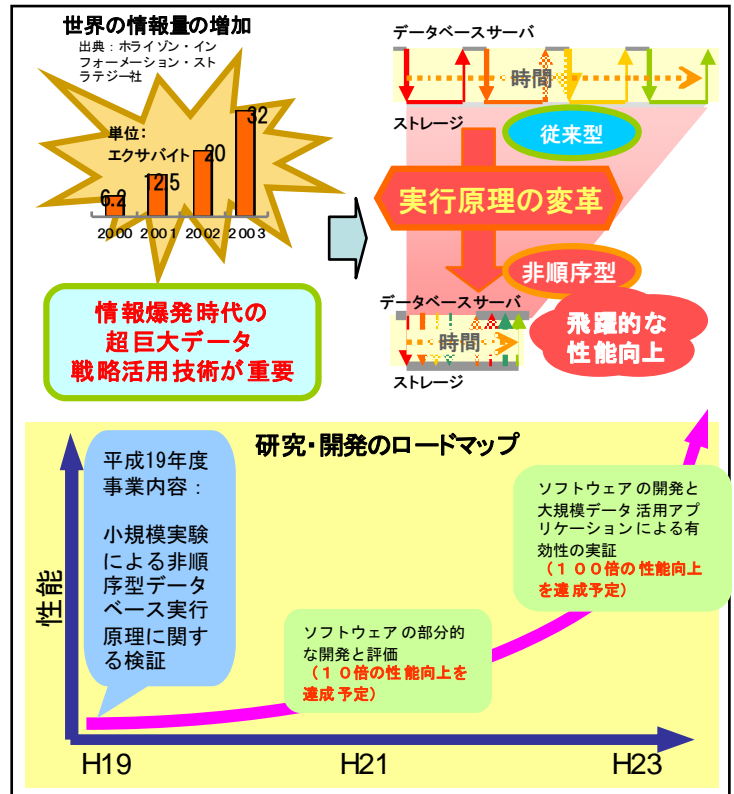 世界の情報量の増加
出典：ホライゾン・イン
フォーメーション・スト
ラテジー社
単位：
エクサバイト
6.2
12.5
20
32
2000 2001 2002 2003
情報爆発時代の
超巨大データ
戦略活用技術が重要
データベースサーバ
時間
ストレージ
従来型
実行原理の変革
非順序型
データベースサーバ
時間
ストレージ
飛躍的な
性能向上
研究・開発のロードマップ
性能
平成19年度
事業内容：
小規模実験
による非順
序型データ
ベース実行
原理に関す
る検証
ソフトウェアの部分的
な開発と評価
（１０倍の性能向上を
達成予定）
ソフトウェアの開発と
大規模データ活用アプ
リケーションによる有
効性の実証
（１００倍の性能向上
を達成予定）
H19
H21
H23